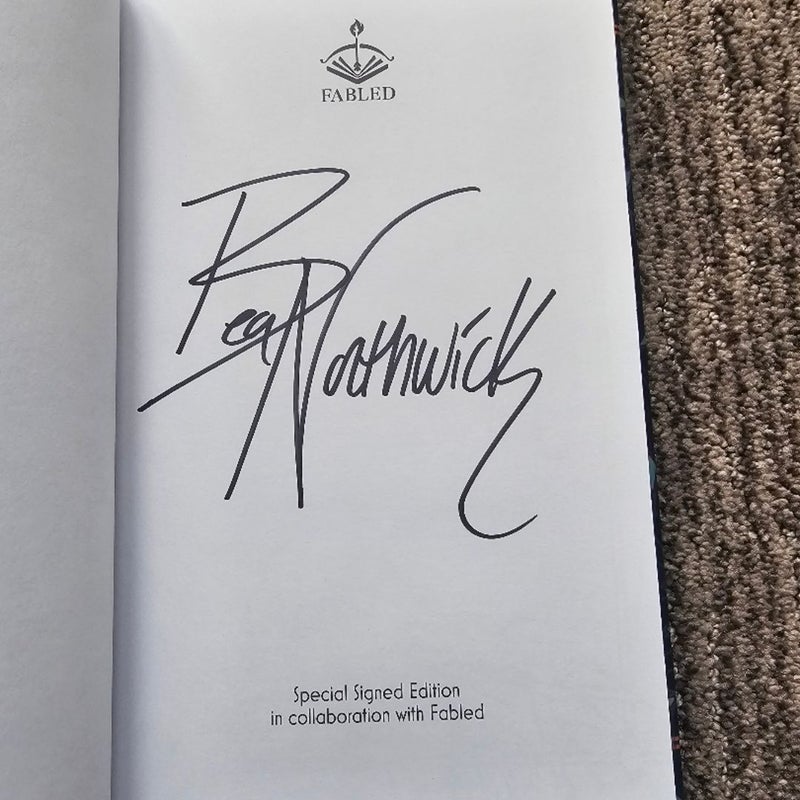 FABLED
Bea Northwick
Special Signed Edition
in collaboration with Fabled